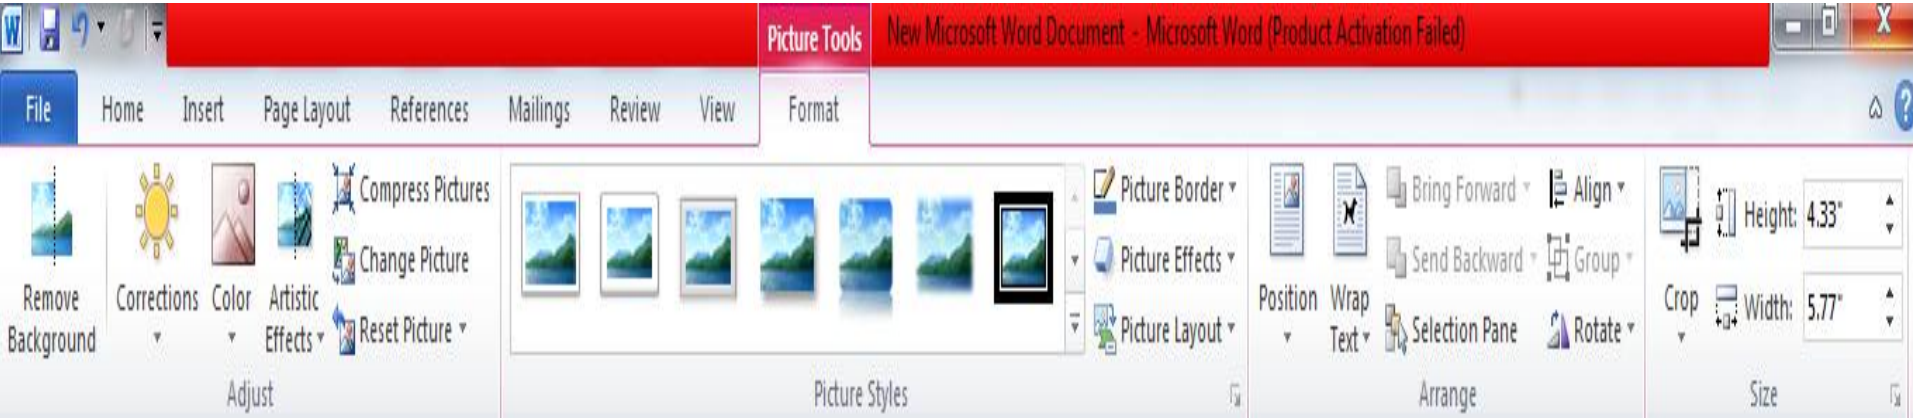 W
Picture Tools
New Microsoft Word Document - Microsoft Word (Product Activation Failed)
File Home Insert Page Layout References Mailings Review View Format
Remove Background
Corrections
Color
Artistic Effects
Compress Pictures
Change Picture
Reset Picture
Adjust
Picture Border
Picture Effects
Picture Layout
Picture Styles
Position
Wrap Text
Bring Forward
Send Backward
Selection Pane
Align
Group
Rotate
Arrange
Crop
Height: 4.33"
Width: 5.77"
Size